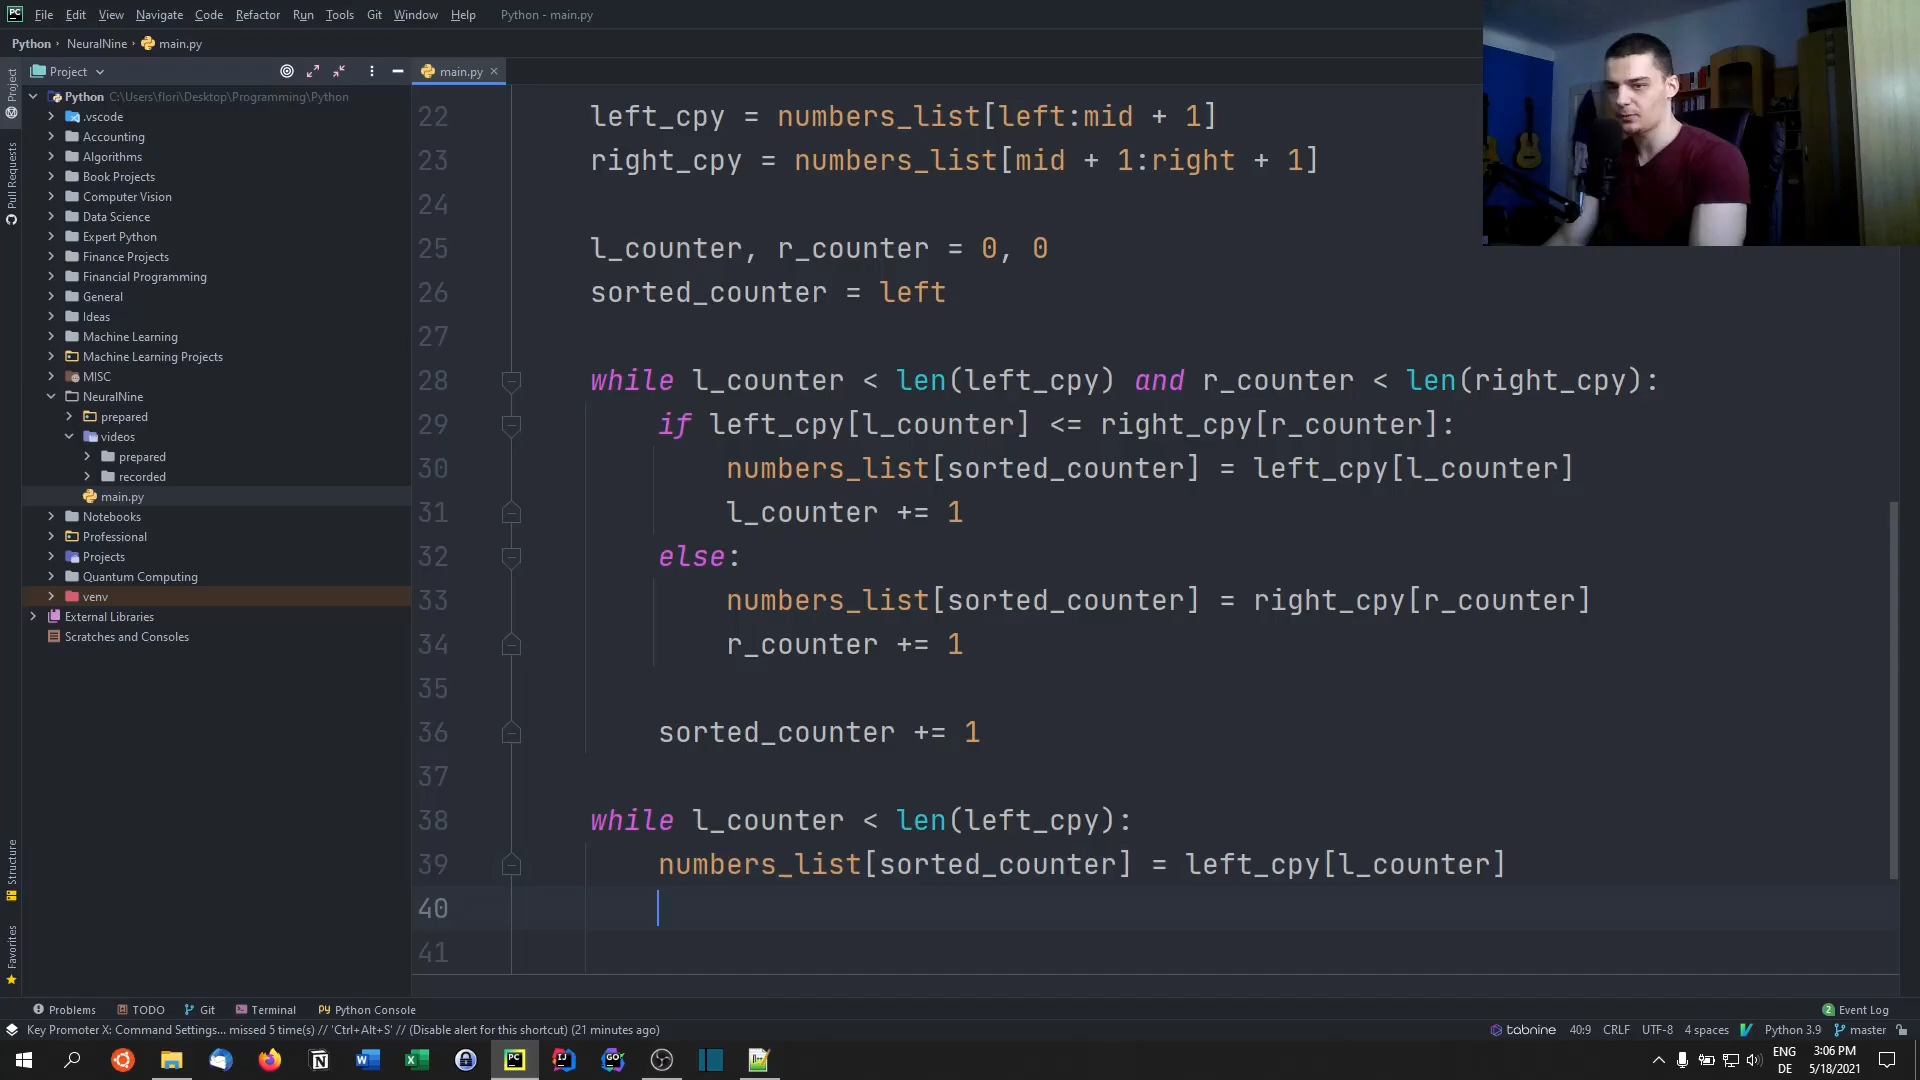 File Edit View Navigate Code Refactor Run Tools Git Window Help Python - main.py
Python NeuralNine main.py
Project main.py
Python C:\Users\flori\Desktop\Programming\Python
.vscode
Accounting
Algorithms
Book Projects
Computer Vision
Data Science
Expert Python
Finance Projects
Financial Programming
General
Ideas
Machine Learning
Machine Learning Projects
MISC
NeuralNine
prepared
videos
prepared
recorded
main.py
Notebooks
Professional
Projects
Quantum Computing
venv
External Libraries
Scratches and Consoles
Project
Pull Requests
Structure
Favorites
22 left_cpy = numbers_list[left:mid + 1]
23 right_cpy = numbers_list[mid + 1:right + 1]
24
25 l_counter, r_counter = 0, 0
26 sorted_counter = left
27
28 while l_counter < len(left_cpy) and r_counter < len(right_cpy):
29 if left_cpy[l_counter] <= right_cpy[r_counter]:
30 numbers_list[sorted_counter] = left_cpy[l_counter]
31 l_counter += 1
32 else:
33 numbers_list[sorted_counter] = right_cpy[r_counter]
34 r_counter += 1
35
36 sorted_counter += 1
37
38 while l_counter < len(left_cpy):
39 numbers_list[sorted_counter] = left_cpy[l_counter]
40
41
Problems TODO Git Terminal Python Console 2 Event Log
Key Promoter X: Command Settings... missed 5 time(s) // 'Ctrl+Alt+S' // (Disable alert for this shortcut) (21 minutes ago) tabnine 40:9 CRLF UTF-8 4 spaces Python 3.9 master
ENG 3:06 PM
DE 5/18/2021